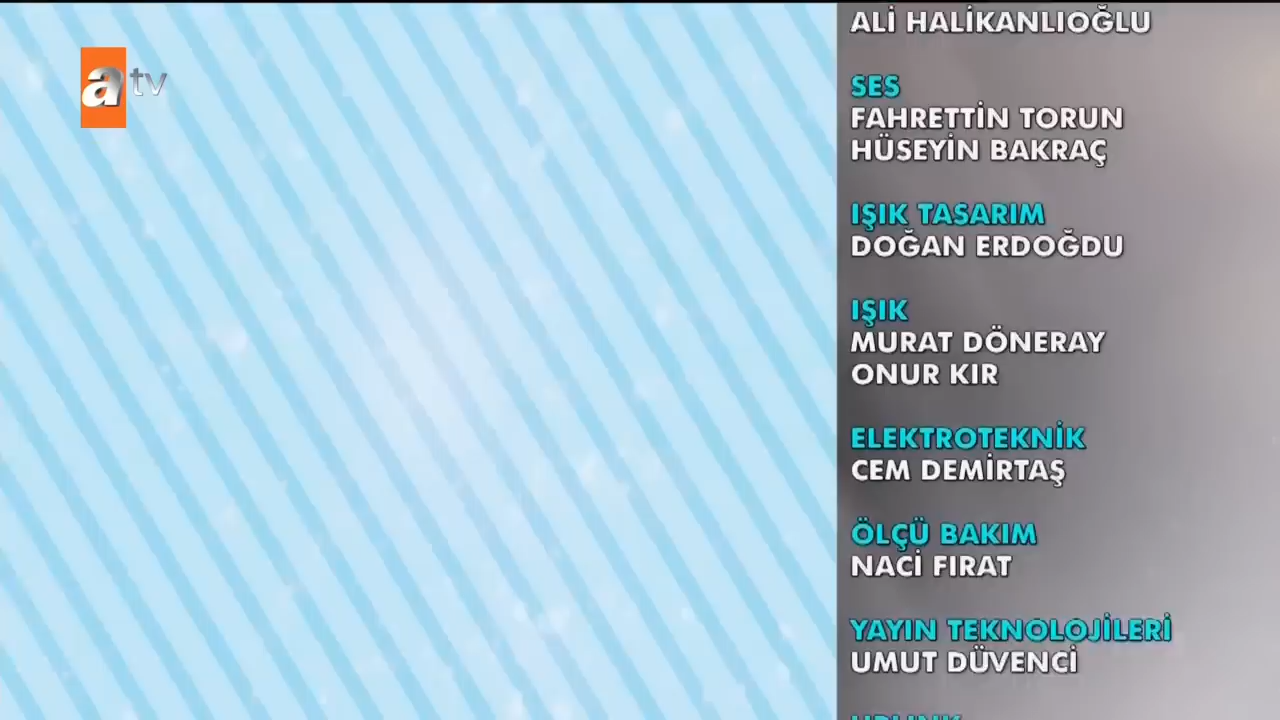 a tv
ALİ HALİKANLIOĞLU
SES
FAHRETTİN TORUN
HÜSEYİN BAKRAÇ
IŞIK TASARIM
DOĞAN ERDOĞDU
IŞIK
MURAT DÖNERAY
ONUR KIR
ELEKTROTEKNİK
CEM DEMİRTAŞ
ÖLÇÜ BAKIM
NACİ FIRAT
YAYIN TEKNOLOJİLERİ
UMUT DÜVENCİ